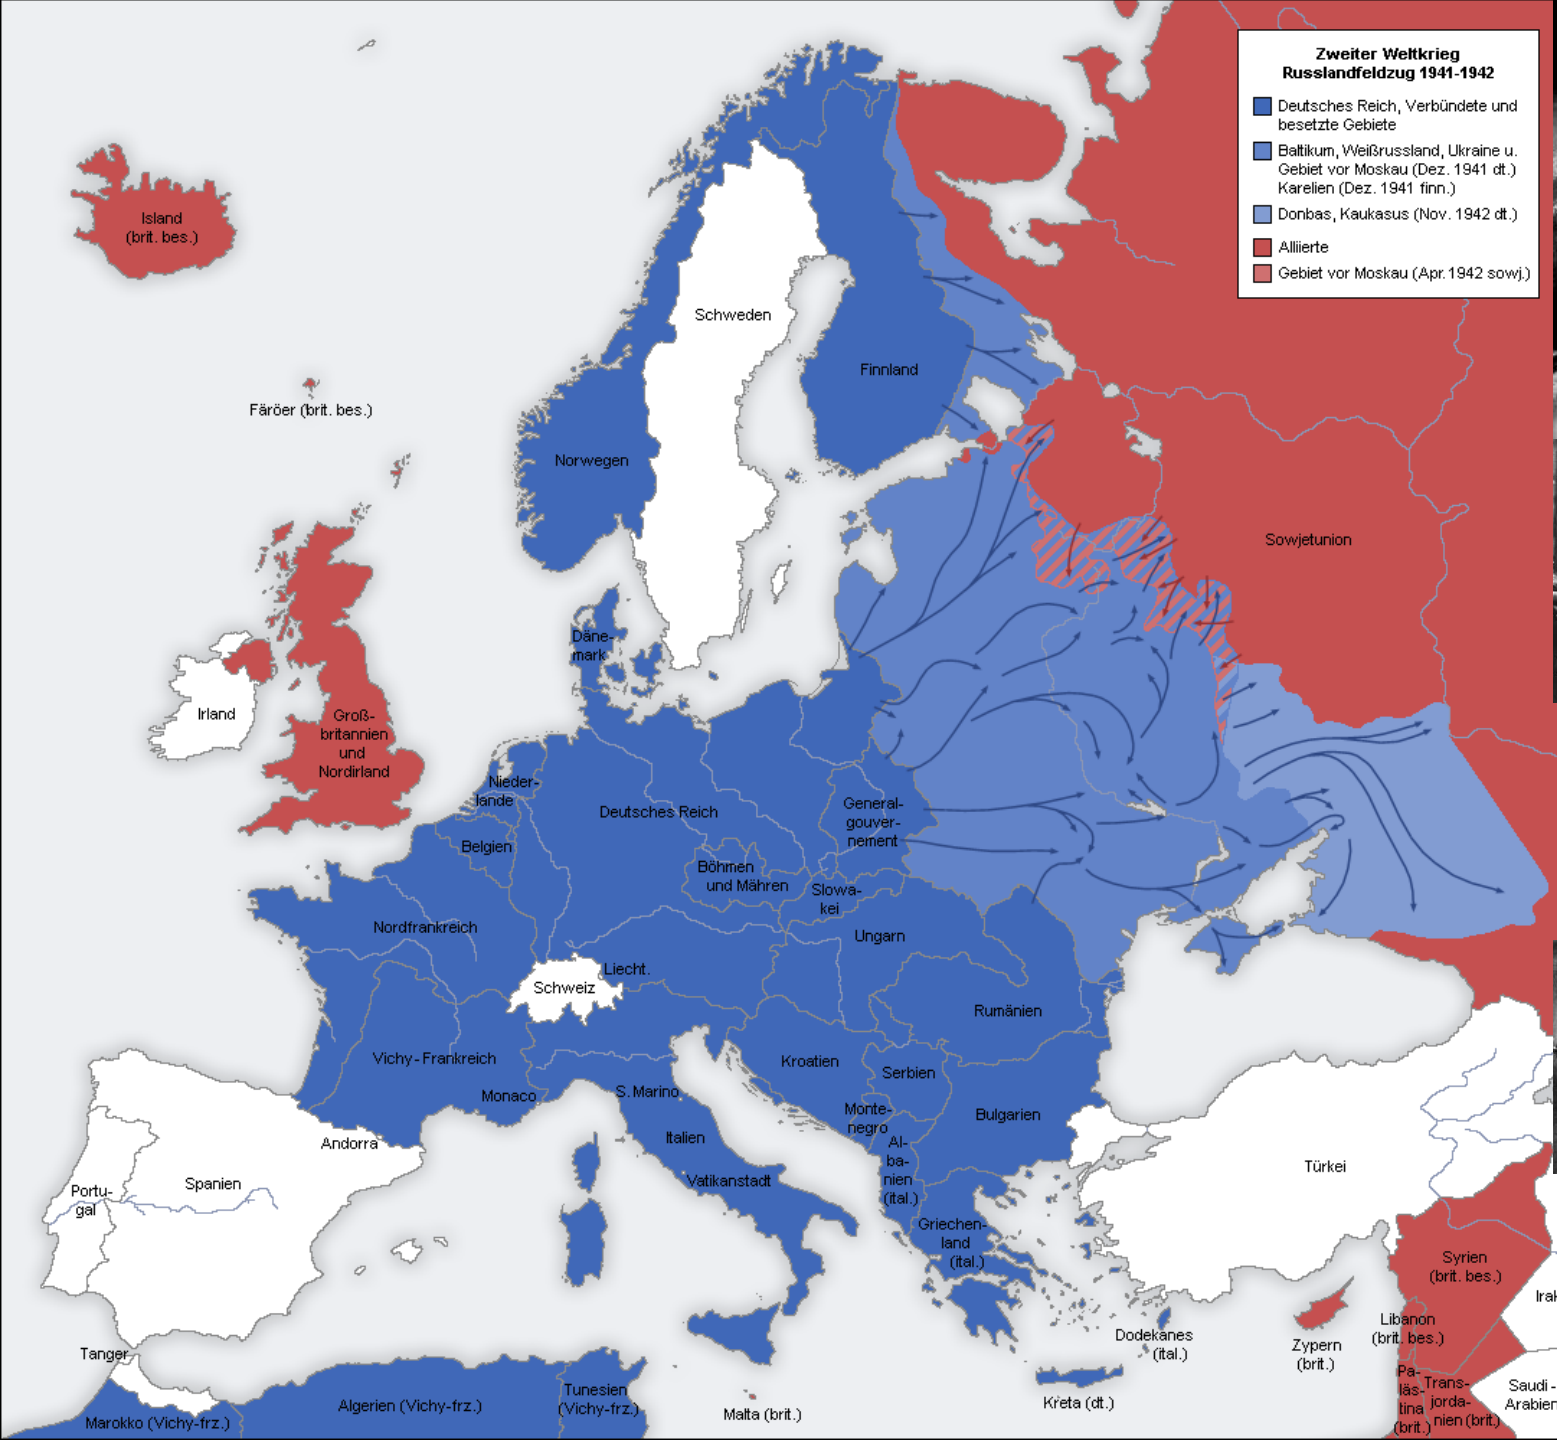 Zweiter Weltkrieg
Russlandfeldzug 1941-1942
Deutsches Reich, Verbündete und
besetzte Gebiete
Baltikum, Weißrussland, Ukraine u.
Gebiet vor Moskau (Dez. 1941 dt.)
Karelien (Dez. 1941 finn.)
Donbas, Kaukasus (Nov. 1942 dt.)
Alliierte
Gebiet vor Moskau (Apr. 1942 sowj.)
Island
(brit. bes.)
Schweden
Finnland
Färöer (brit. bes.)
Norwegen
Sowjetunion
Däne-
mark
Irland
Groß-
britannien
und
Nordirland
Nieder-
lande
Deutsches Reich
General-
gouver-
nement
Belgien
Böhmen
und Mähren
Slowa-
kei
Nordfrankreich
Ungarn
Liecht.
Schweiz
Rumänien
Vichy-Frankreich
Kroatien
Serbien
Monaco
S. Marino
Monte-
negro
Bulgarien
Andorra
Italien
Al-
ba-
nien
(ital.)
Türkei
Spanien
Vatikanstadt
Portu-
gal
Griechen-
land
(ital.)
Syrien
(brit. bes.)
Irak
Libanon
(brit. bes.)
Dodekanes
(ital.)
Zypern
(brit.)
Tanger
Kreta (dt.)
Pa-
läs-
tina
(brit.)
Trans-
jorda-
nien (brit.)
Saudi-
Arabien
Tunesien
(Vichy-frz.)
Algerien (Vichy-frz.)
Malta (brit.)
Marokko (Vichy-frz.)